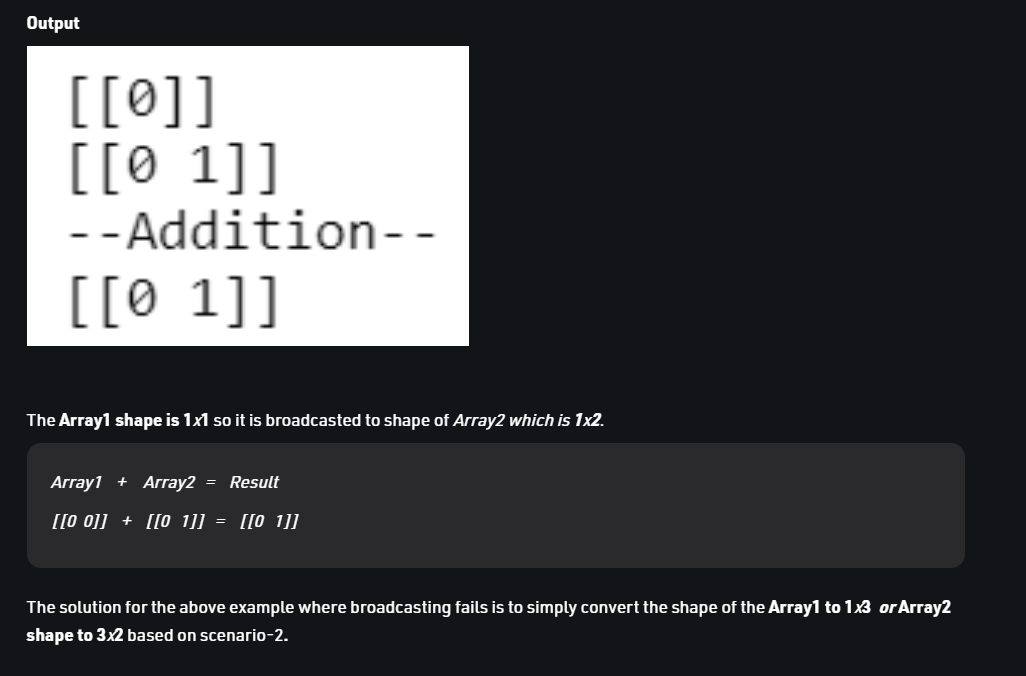 Output
[[0]]
[[0 1]]
--Addition--
[[0 1]]
The Array1 shape is 1x1 so it is broadcasted to shape of Array2 which is 1x2.
Array1 + Array2 = Result
[[0 0]] + [[0 1]] = [[0 1]]
The solution for the above example where broadcasting fails is to simply convert the shape of the Array1 to 1x3 or Array2
shape to 3x2 based on scenario-2.